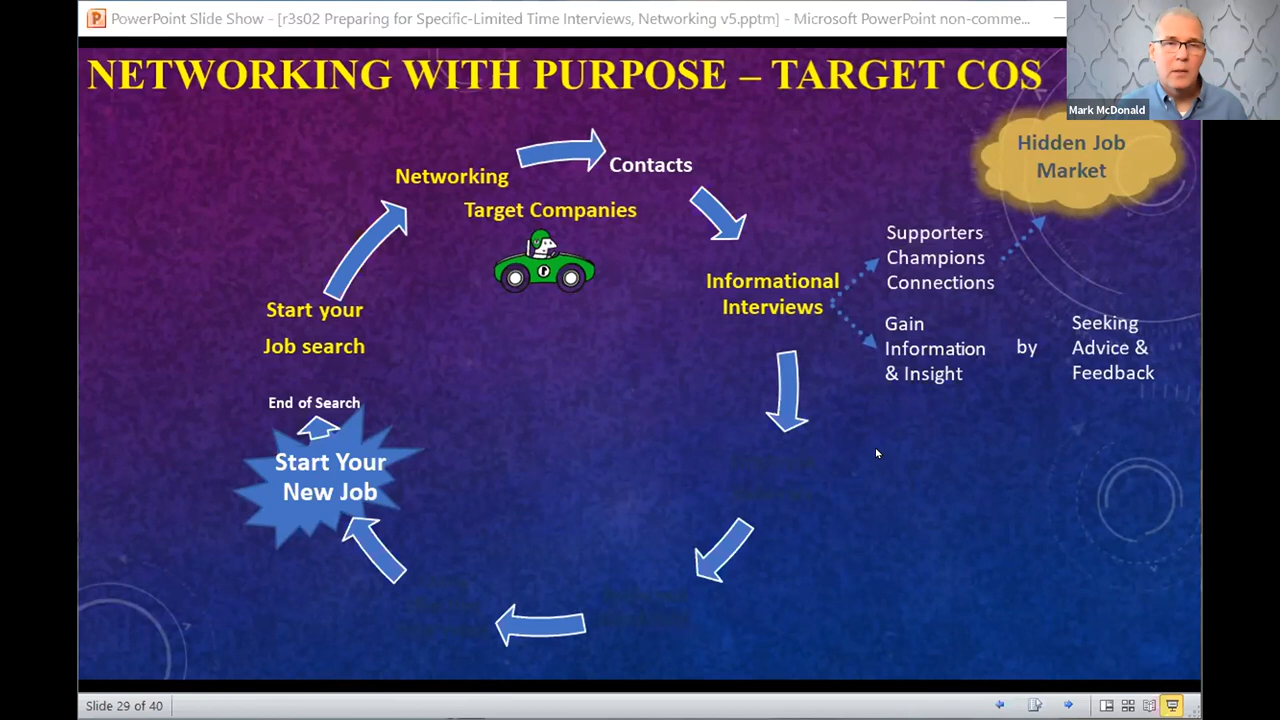 PowerPoint Slide Show - [r3s02 Preparing for Specific-Limited Time Interviews, Networking v5.pptm] - Microsoft PowerPoint non-comme...
Mark McDonald
NETWORKING WITH PURPOSE – TARGET COS
Hidden Job
Market
Networking
Contacts
Target Companies
P
Supporters
Champions
Connections
Informational
Interviews
Start your
Job search
Gain
Information
& Insight
by
Seeking
Advice &
Feedback
End of Search
Start Your
New Job
Slide 29 of 40